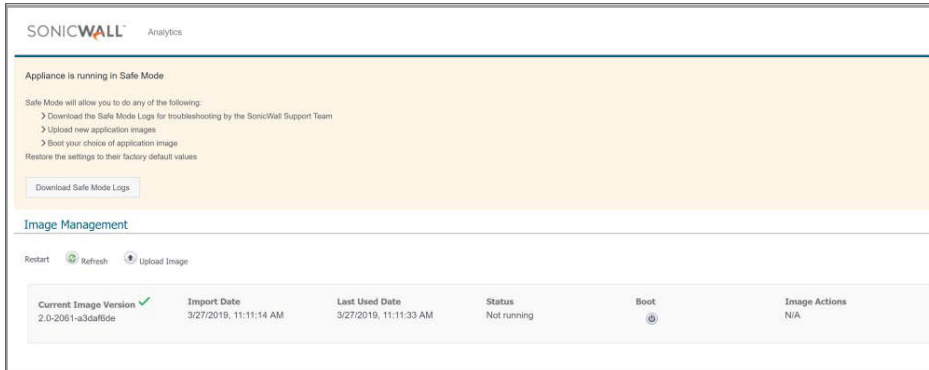 SONICWALL Analytics
Appliance is running in Safe Mode
Safe Mode will allow you to do any of the following:
Download the Safe Mode Logs for troubleshooting by the SonicWall Support Team
Upload new application images
Boot your choice of application image
Restore the settings to their factory default values
Download Safe Mode Logs
Image Management
Restart Refresh Upload Image
Current Image Version Import Date Last Used Date Status Boot Image Actions
2.0-2061-a3daf6de 3/27/2019, 11:11:14 AM 3/27/2019, 11:11:33 AM Not running N/A